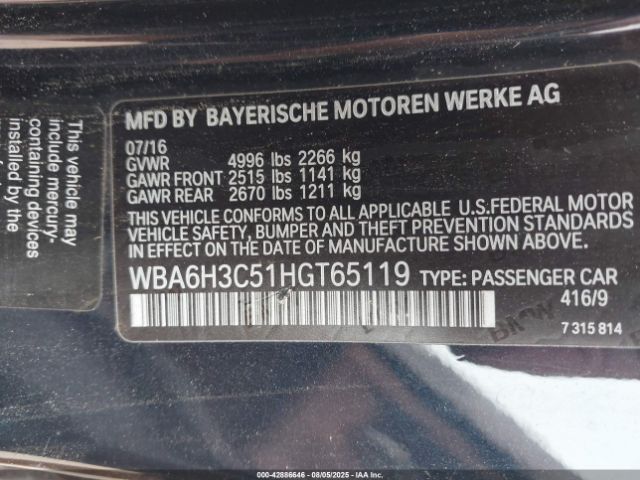 This vehicle may
include mercury-
containing devices
installed by the
MFD BY BAYERISCHE MOTOREN WERKE AG
07/16
GVWR 4996 lbs 2266 kg
GAWR FRONT 2515 lbs 1141 kg
GAWR REAR 2670 lbs 1211 kg
THIS VEHICLE CONFORMS TO ALL APPLICABLE U.S.FEDERAL MOTOR
VEHICLE SAFETY, BUMPER AND THEFT PREVENTION STANDARDS
IN EFFECT ON THE DATE OF MANUFACTURE SHOWN ABOVE.
WBA6H3C51HGT65119 TYPE: PASSENGER CAR
416/9
7 315 814
000-42886646 - 08/05/2025 - IAAI.COM